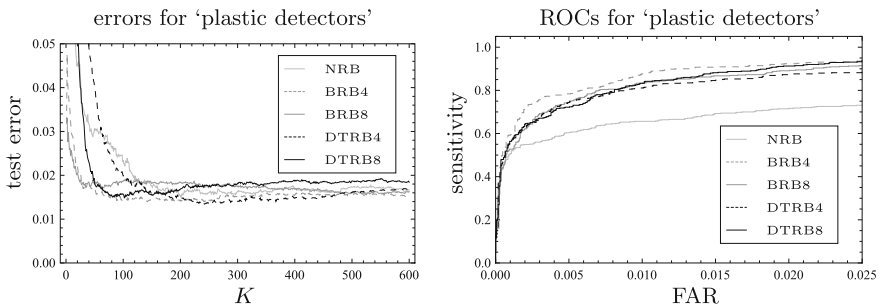 errors for ‘plastic detectors’
test error
0.05
0.04
0.03
0.02
0.01
0.00
NRB
BRB4
BRB8
DTRB4
DTRB8
0
100
200
300
400
500
600
K
ROCs for ‘plastic detectors’
sensitivity
1.0
0.8
0.6
0.4
0.2
0.0
NRB
BRB4
BRB8
DTRB4
DTRB8
0.000
0.005
0.010
0.015
0.020
0.025
FAR